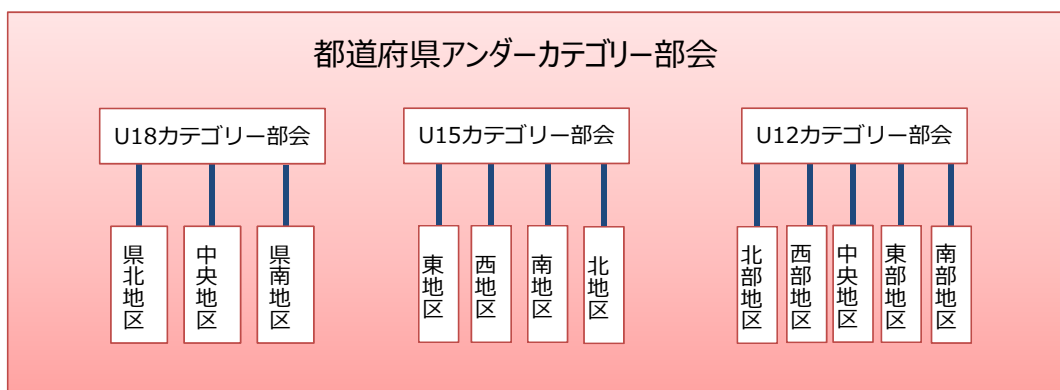 都道府県アンダーカテゴリー部会
U18カテゴリー部会
U15カテゴリー部会
U12カテゴリー部会
県北地区
中央地区
県南地区
東地区
西地区
南地区
北地区
北部地区
西部地区
中央地区
東部地区
南部地区